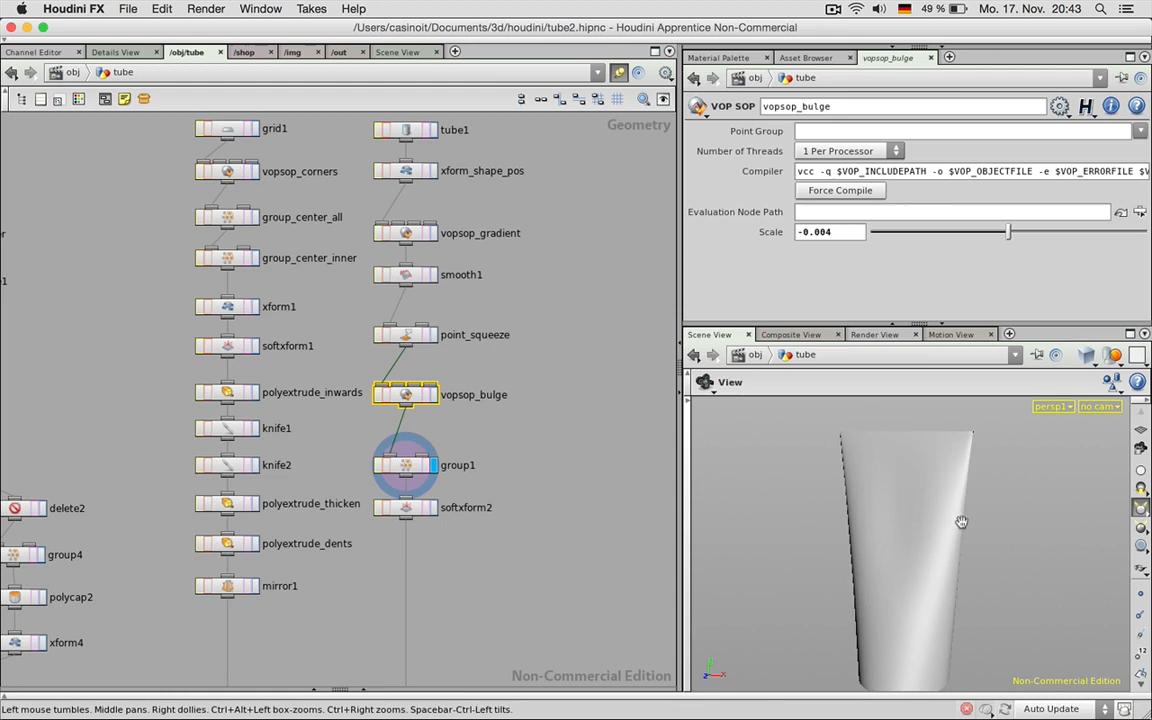 Houdini FX File Edit Render Window Takes Help 49 % Mo. 17. Nov. 20:43
/Users/casinoit/Documents/3d/houdini/tube2.hipnc - Houdini Apprentice Non-Commercial
Channel Editor Details View /obj/tube /shop /img /out Scene View
obj tube
Geometry
grid1
vopsop_corners
group_center_all
group_center_inner
xform1
softxform1
polyextrude_inwards
knife1
knife2
polyextrude_thicken
polyextrude_dents
mirror1
tube1
xform_shape_pos
vopsop_gradient
smooth1
point_squeeze
vopsop_bulge
group1
softxform2
delete2
group4
polycap2
xform4
Non-Commercial Edition
Material Palette Asset Browser vopsop_bulge
obj tube
VOP SOP vopsop_bulge
Point Group
Number of Threads 1 Per Processor
Compiler vcc -q $VOP_INCLUDEPATH -o $VOP_OBJECTFILE -e $VOP_ERRORFILE $V
Force Compile
Evaluation Node Path
Scale -0.004
Scene View Composite View Render View Motion View
obj tube
View
persp1 no cam
12
Non-Commercial Edition
Left mouse tumbles. Middle pans. Right dollies. Ctrl+Alt+Left box-zooms. Ctrl+Right zooms. Spacebar-Ctrl-Left tilts.
Auto Update